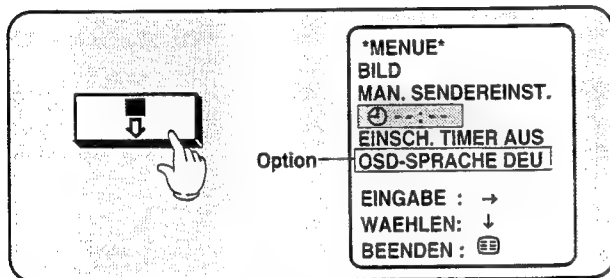 *MENUE*
BILD
MAN. SENDEREINST.
--:--
EINSCH. TIMER AUS
Option
OSD-SPRACHE DEU
EINGABE : →
WAEHLEN: ↓
BEENDEN :